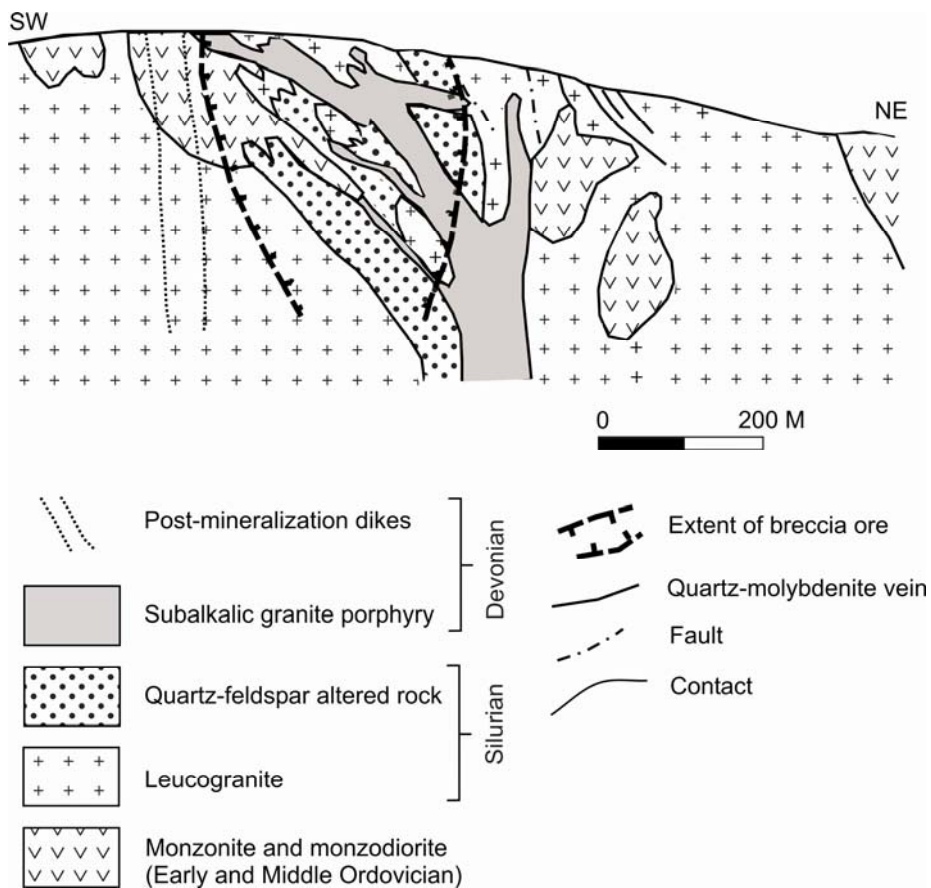 SW
NE
0 200 M
Post-mineralization dikes
Subalkalic granite porphyry
Devonian
Quartz-feldspar altered rock
Leucogranite
Silurian
Monzonite and monzodiorite
(Early and Middle Ordovician)
Extent of breccia ore
Quartz-molybdenite vein
Fault
Contact